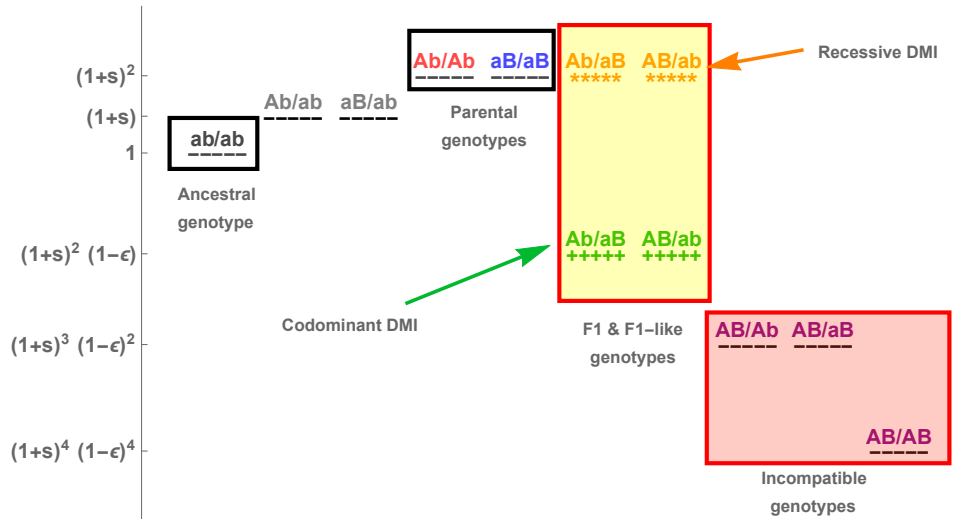 Ab/Ab aB/aB Ab/aB AB/ab
***** *****
Recessive DMI
(1+s)²
Ab/ab aB/ab
(1+s)
Parental
genotypes
ab/ab
1
Ancestral
genotype
Ab/aB AB/ab
+++++ +++++
(1+s)² (1−ϵ)
Codominant DMI
F1 & F1−like
genotypes
AB/Ab AB/aB
(1+s)³ (1−ϵ)²
AB/AB
(1+s)⁴ (1−ϵ)⁴
Incompatible
genotypes